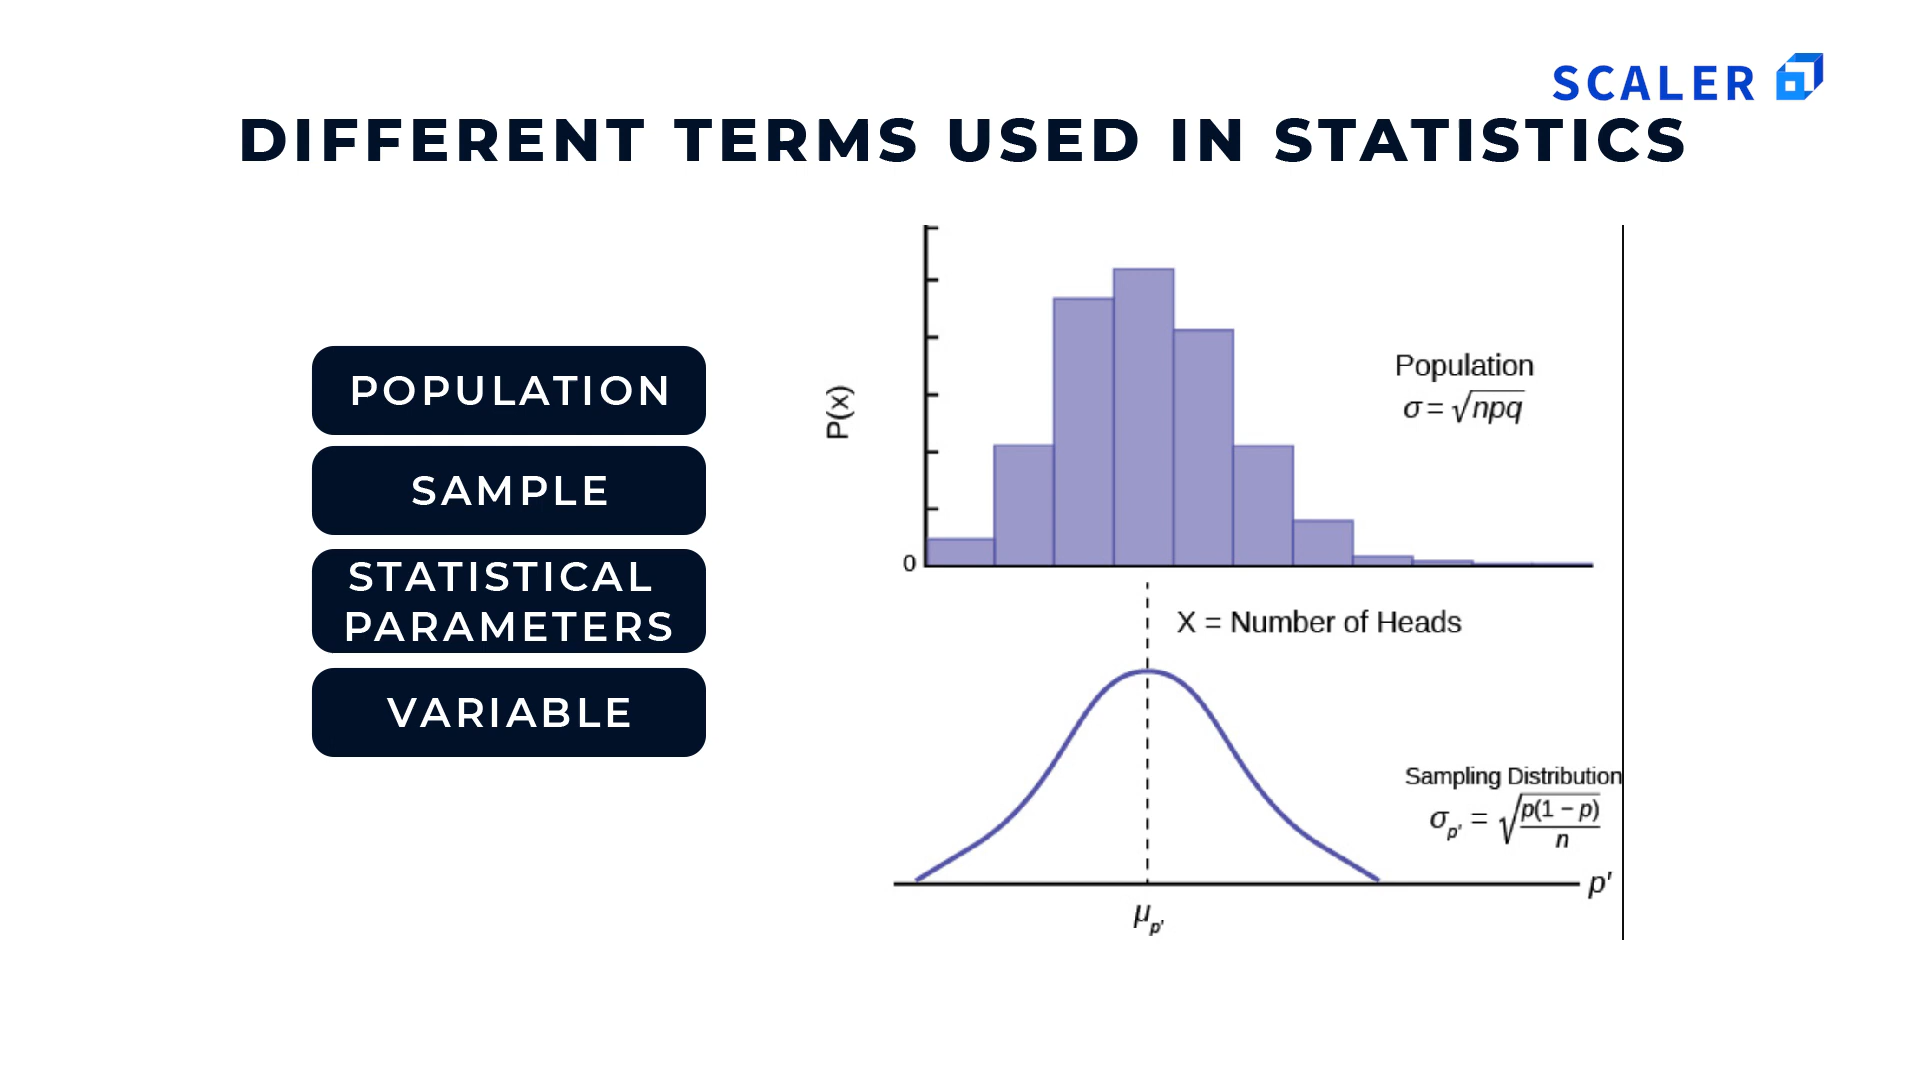 SCALER
DIFFERENT TERMS USED IN STATISTICS
POPULATION
SAMPLE
STATISTICAL
PARAMETERS
VARIABLE
P(x)
0
Population
σ = √npq
X = Number of Heads
Sampling Distribution
σp' = √p(1 − p)/n
p'
μp'